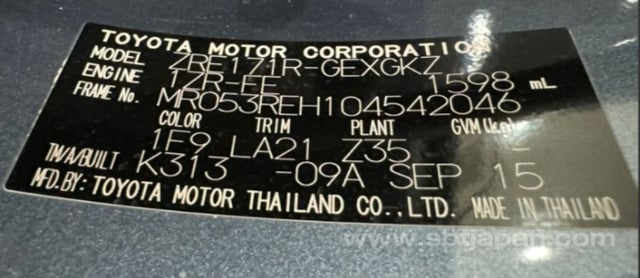 TOYOTA MOTOR CORPORATION
MODEL ZRE171R-GEXGKZ
ENGINE 1ZR-FE 1598 mL
FRAME No. MR053REH104542046
COLOR TRIM PLANT GVM (kg)
1E9 LA21 Z35 -
TM/A/BUILT K313 -09A SEP 15
MFD.BY: TOYOTA MOTOR THAILAND CO.,LTD. MADE IN THAILAND
www.sbtjapan.com